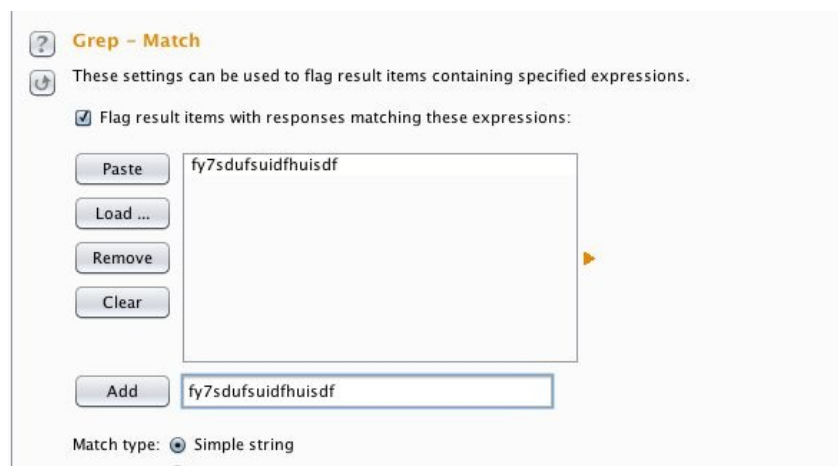 ?
Grep – Match
These settings can be used to flag result items containing specified expressions.
Flag result items with responses matching these expressions:
Paste
fy7sdufsuidfhuisdf
Load ...
Remove
Clear
Add
fy7sdufsuidfhuisdf
Match type:
Simple string